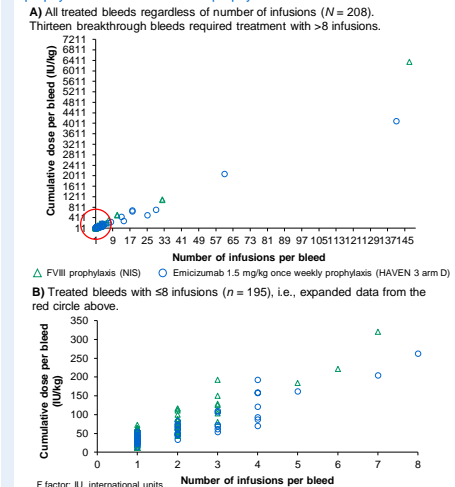 A) All treated bleeds regardless of number of infusions (N = 208).
Thirteen breakthrough bleeds required treatment with >8 infusions.
Cumulative dose per bleed (IU/kg)
7211
6811
6411
6011
5611
5211
4811
4411
4011
3611
3211
2811
2411
2011
1611
1211
811
411
11
1 9 17 25 33 41 49 57 65 73 81 89 97 105 113 121 129 137 145
Number of infusions per bleed
△ FVIII prophylaxis (NIS) ○ Emicizumab 1.5 mg/kg once weekly prophylaxis (HAVEN 3 arm D)
B) Treated bleeds with ≤8 infusions (n = 195), i.e., expanded data from the
red circle above.
Cumulative dose per bleed
(IU/kg)
350
300
250
200
150
100
50
0
0 1 2 3 4 5 6 7 8
Number of infusions per bleed
F factor; IU, international units